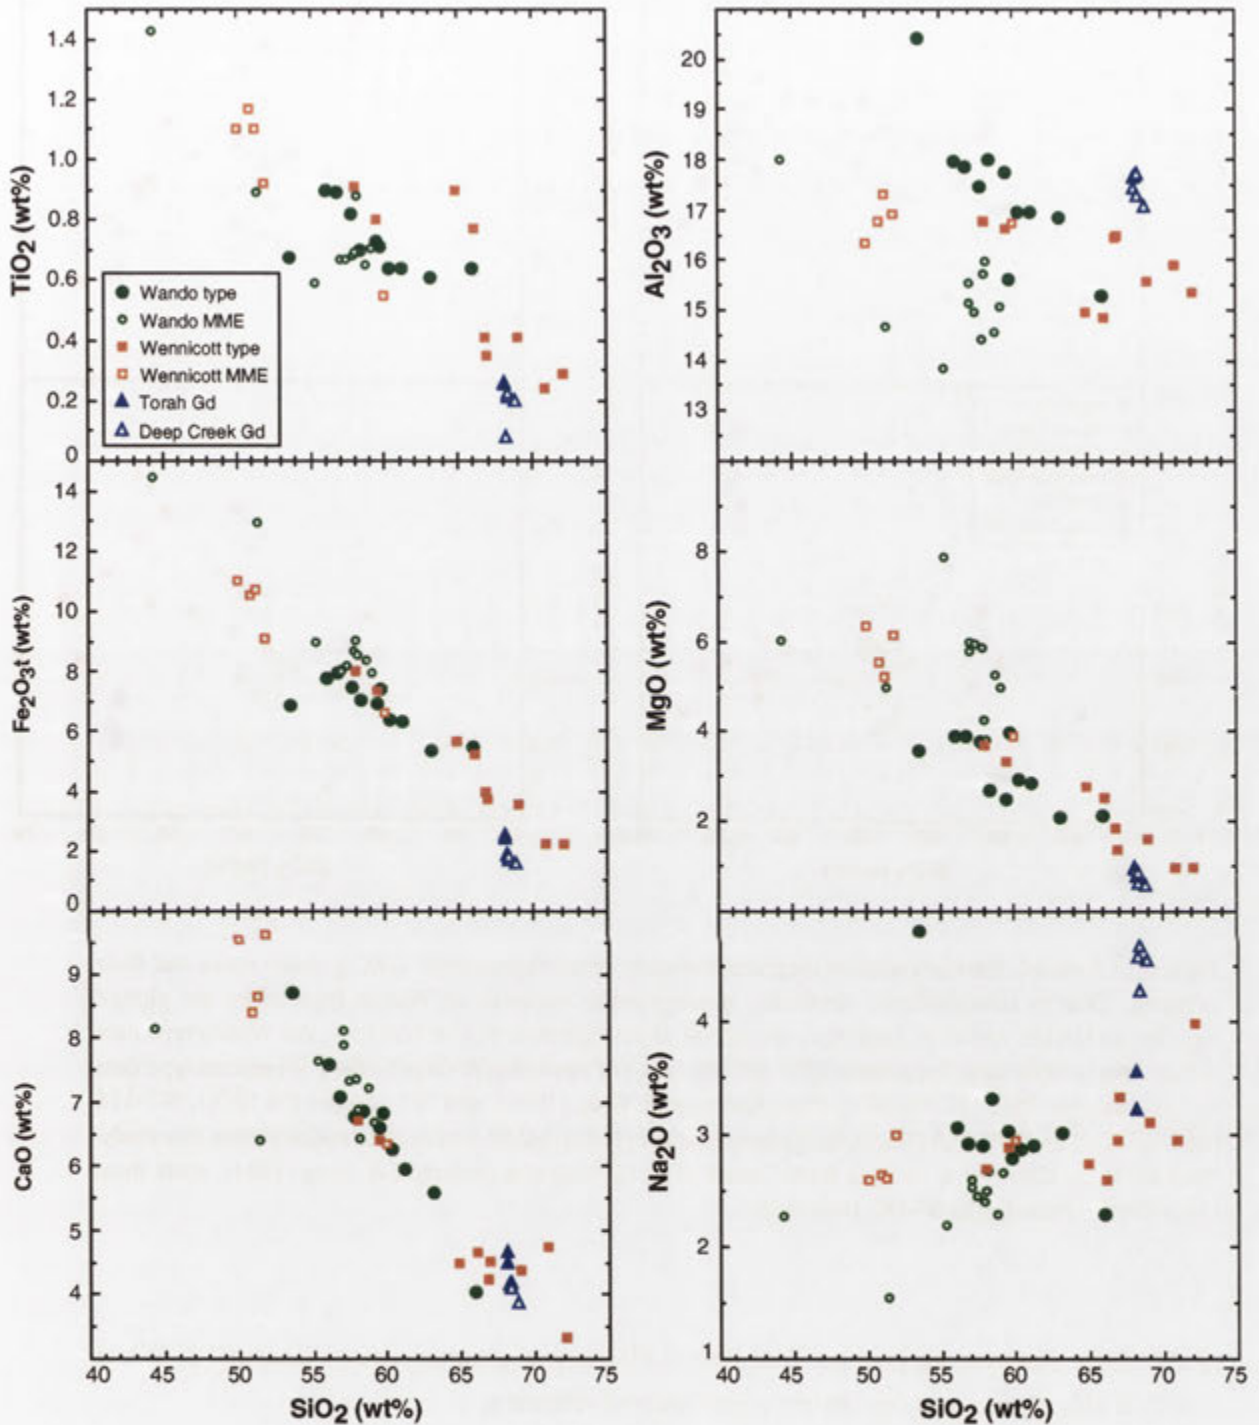 TiO2 (wt%)
1.4
1.2
1.0
0.8
0.6
0.4
0.2
0
Wando type
Wando MME
Wennicott type
Wennicott MME
Torah Gd
Deep Creek Gd
Al2O3 (wt%)
20
19
18
17
16
15
14
13
Fe2O3t (wt%)
14
12
10
8
6
4
2
0
MgO (wt%)
8
6
4
2
CaO (wt%)
9
8
7
6
5
4
40 45 50 55 60 65 70 75
SiO2 (wt%)
Na2O (wt%)
4
3
2
1
40 45 50 55 60 65 70 75
SiO2 (wt%)